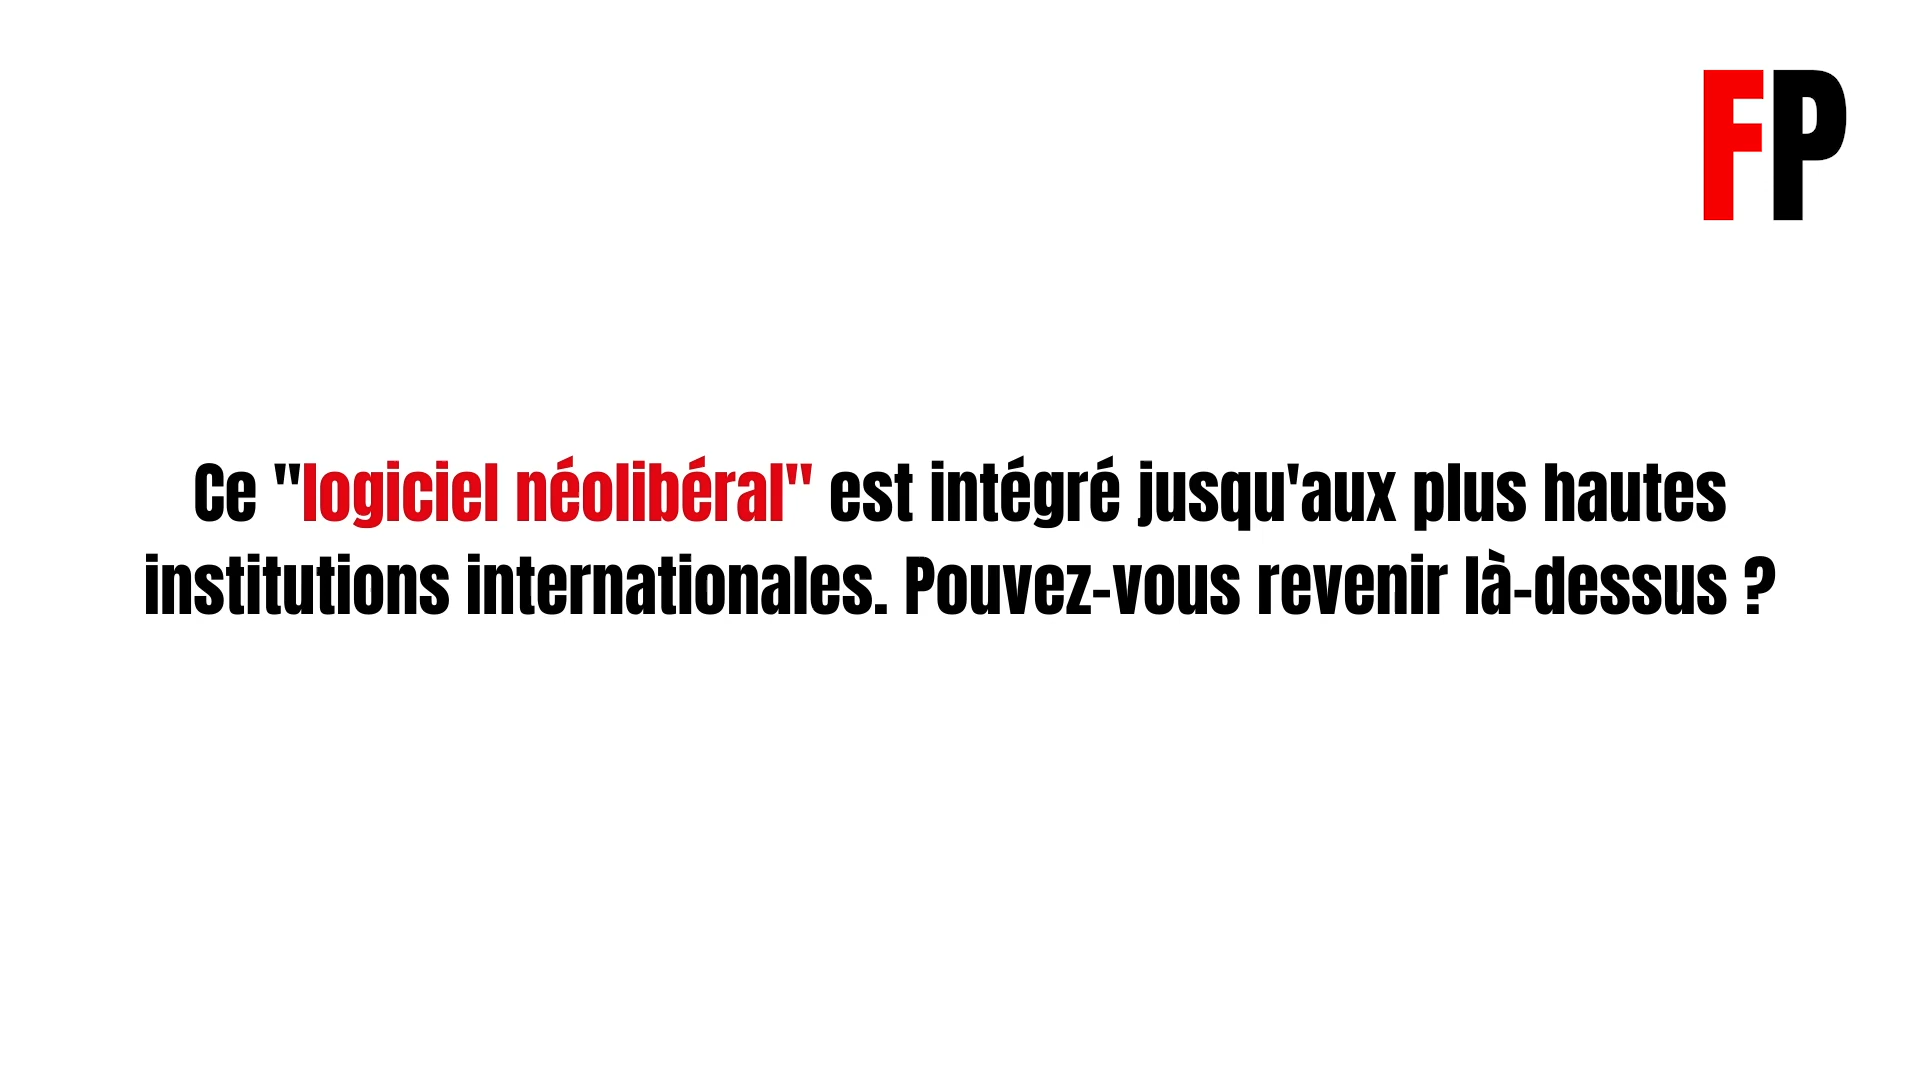 FP
Ce "logiciel néolibéral" est intégré jusqu'aux plus hautes
institutions internationales. Pouvez-vous revenir là-dessus ?